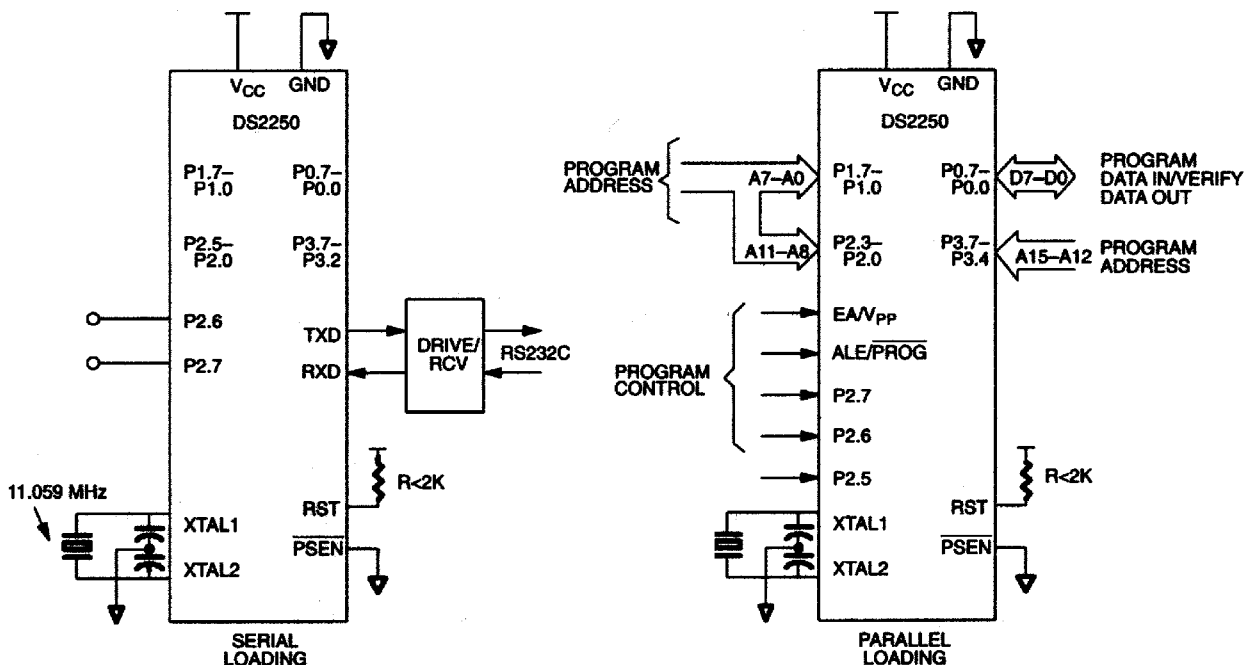 VCC
GND
DS2250
P1.7–
P1.0
P0.7–
P0.0
P2.5–
P2.0
P3.7–
P3.2
P2.6
P2.7
TXD
RXD
DRIVE/
RCV
RS232C
R<2K
RST
PSEN
11.059 MHz
XTAL1
XTAL2
SERIAL
LOADING
VCC
GND
DS2250
PROGRAM
ADDRESS
A7–A0
P1.7–
P1.0
P0.7–
P0.0
D7–D0
PROGRAM
DATA IN/VERIFY
DATA OUT
A11–A8
P2.3–
P2.0
P3.7–
P3.4
A15–A12
PROGRAM
ADDRESS
PROGRAM
CONTROL
EA/VPP
ALE/PROG
P2.7
P2.6
P2.5
R<2K
RST
PSEN
XTAL1
XTAL2
PARALLEL
LOADING